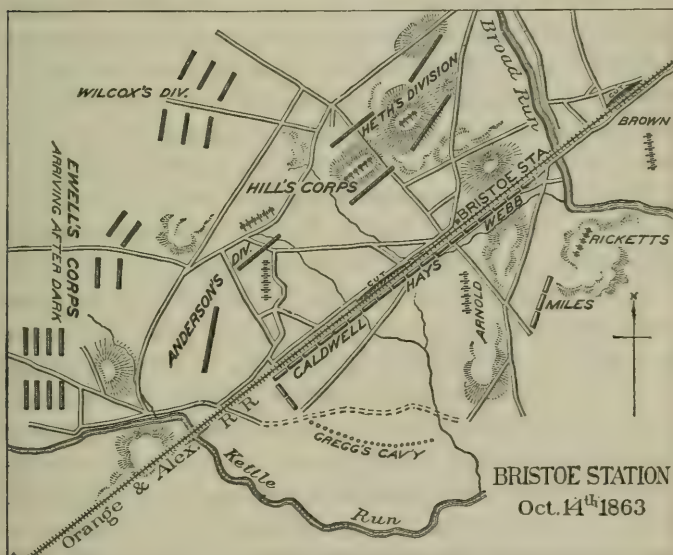 Broad Run
WILCOX'S DIV.
HETH'S DIVISION
BROWN
EWELL'S CORPS
ARRIVING AFTER DARK
HILL'S CORPS
BRISTOE STA.
WEBB
RICKETTS
ANDERSON'S
DIV.
CUT
HAYS
CALDWELL
ARNOLD
MILES
Orange & Alex. R R
GREGG'S CAV'Y
Kettle
Run
BRISTOE STATION
Oct. 14th 1863